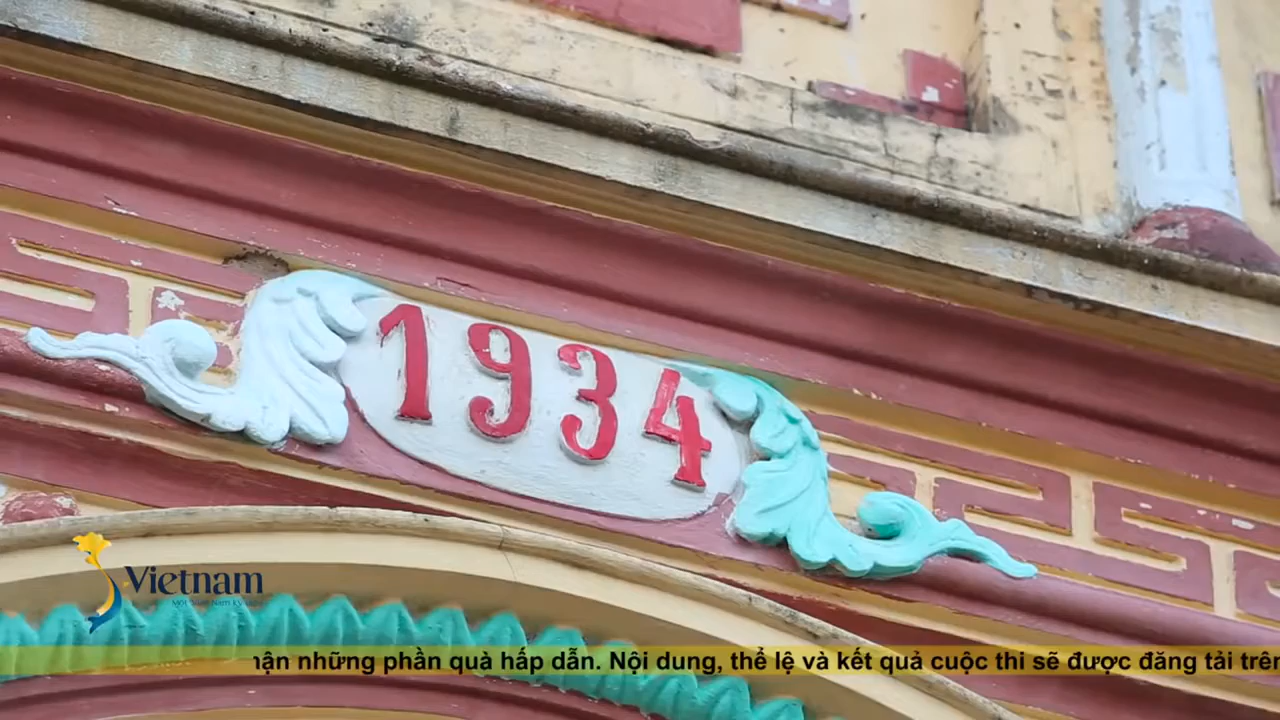 1934
Vietnam
hận những phần quà hấp dẫn. Nội dung, thể lệ và kết quả cuộc thi sẽ được đăng tải trên